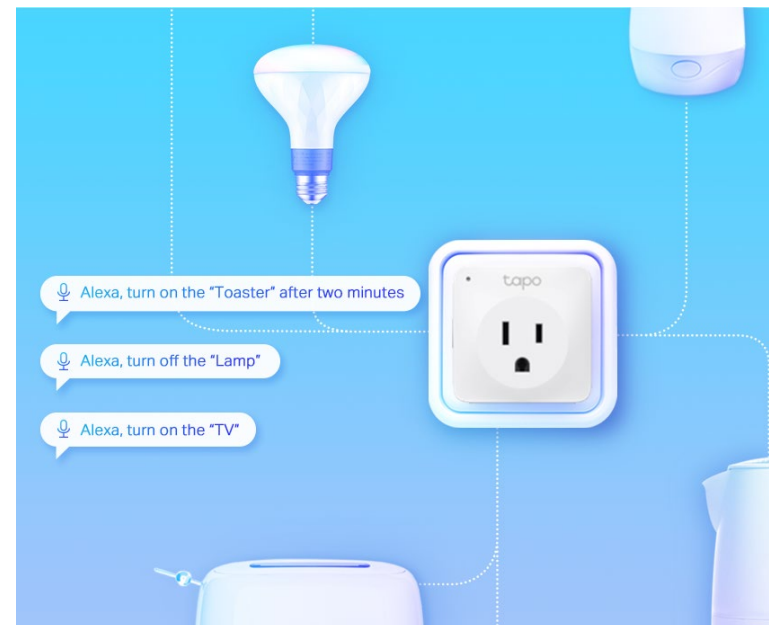 tapo
Alexa, turn on the “Toaster” after two minutes
Alexa, turn off the “Lamp”
Alexa, turn on the “TV”